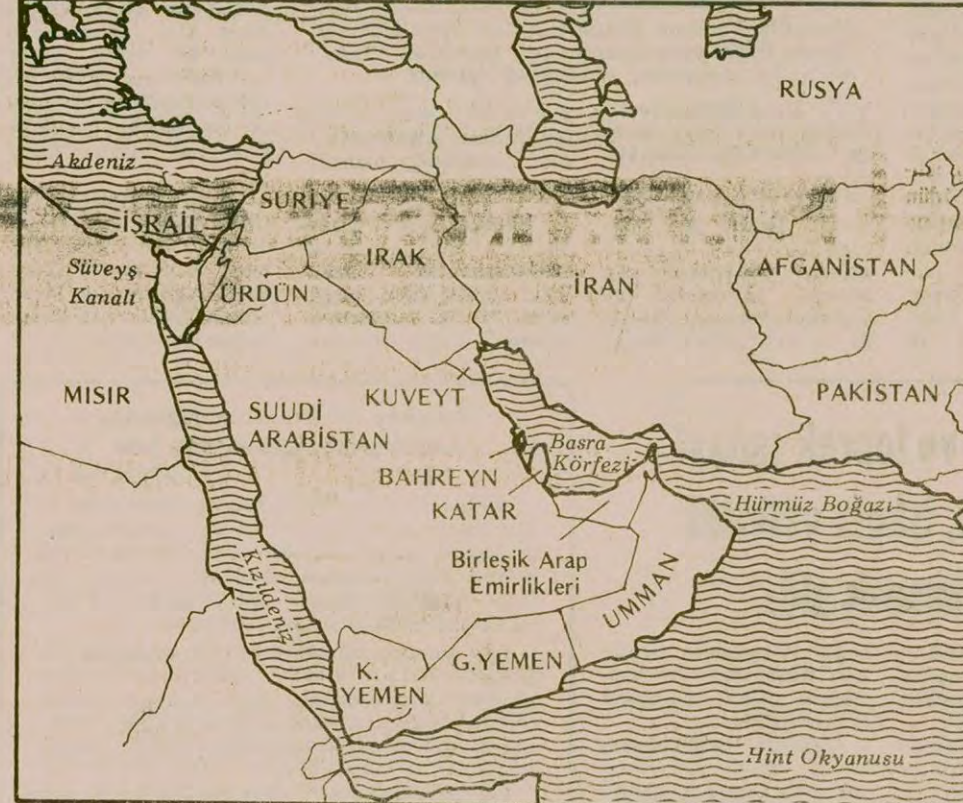 RUSYA
Akdeniz
SURİYE
İSRAİL
IRAK
AFGANİSTAN
Süveyş
Kanalı
ÜRDÜN
İRAN
MISIR
KUVEYT
PAKİSTAN
SUUDİ
ARABİSTAN
Basra
Körfezi
BAHREYN
KATAR
Hürmüz Boğazı
Birleşik Arap
Emirlikleri
UMMAN
Kızıldeniz
G.YEMEN
K.
YEMEN
Hint Okyanusu